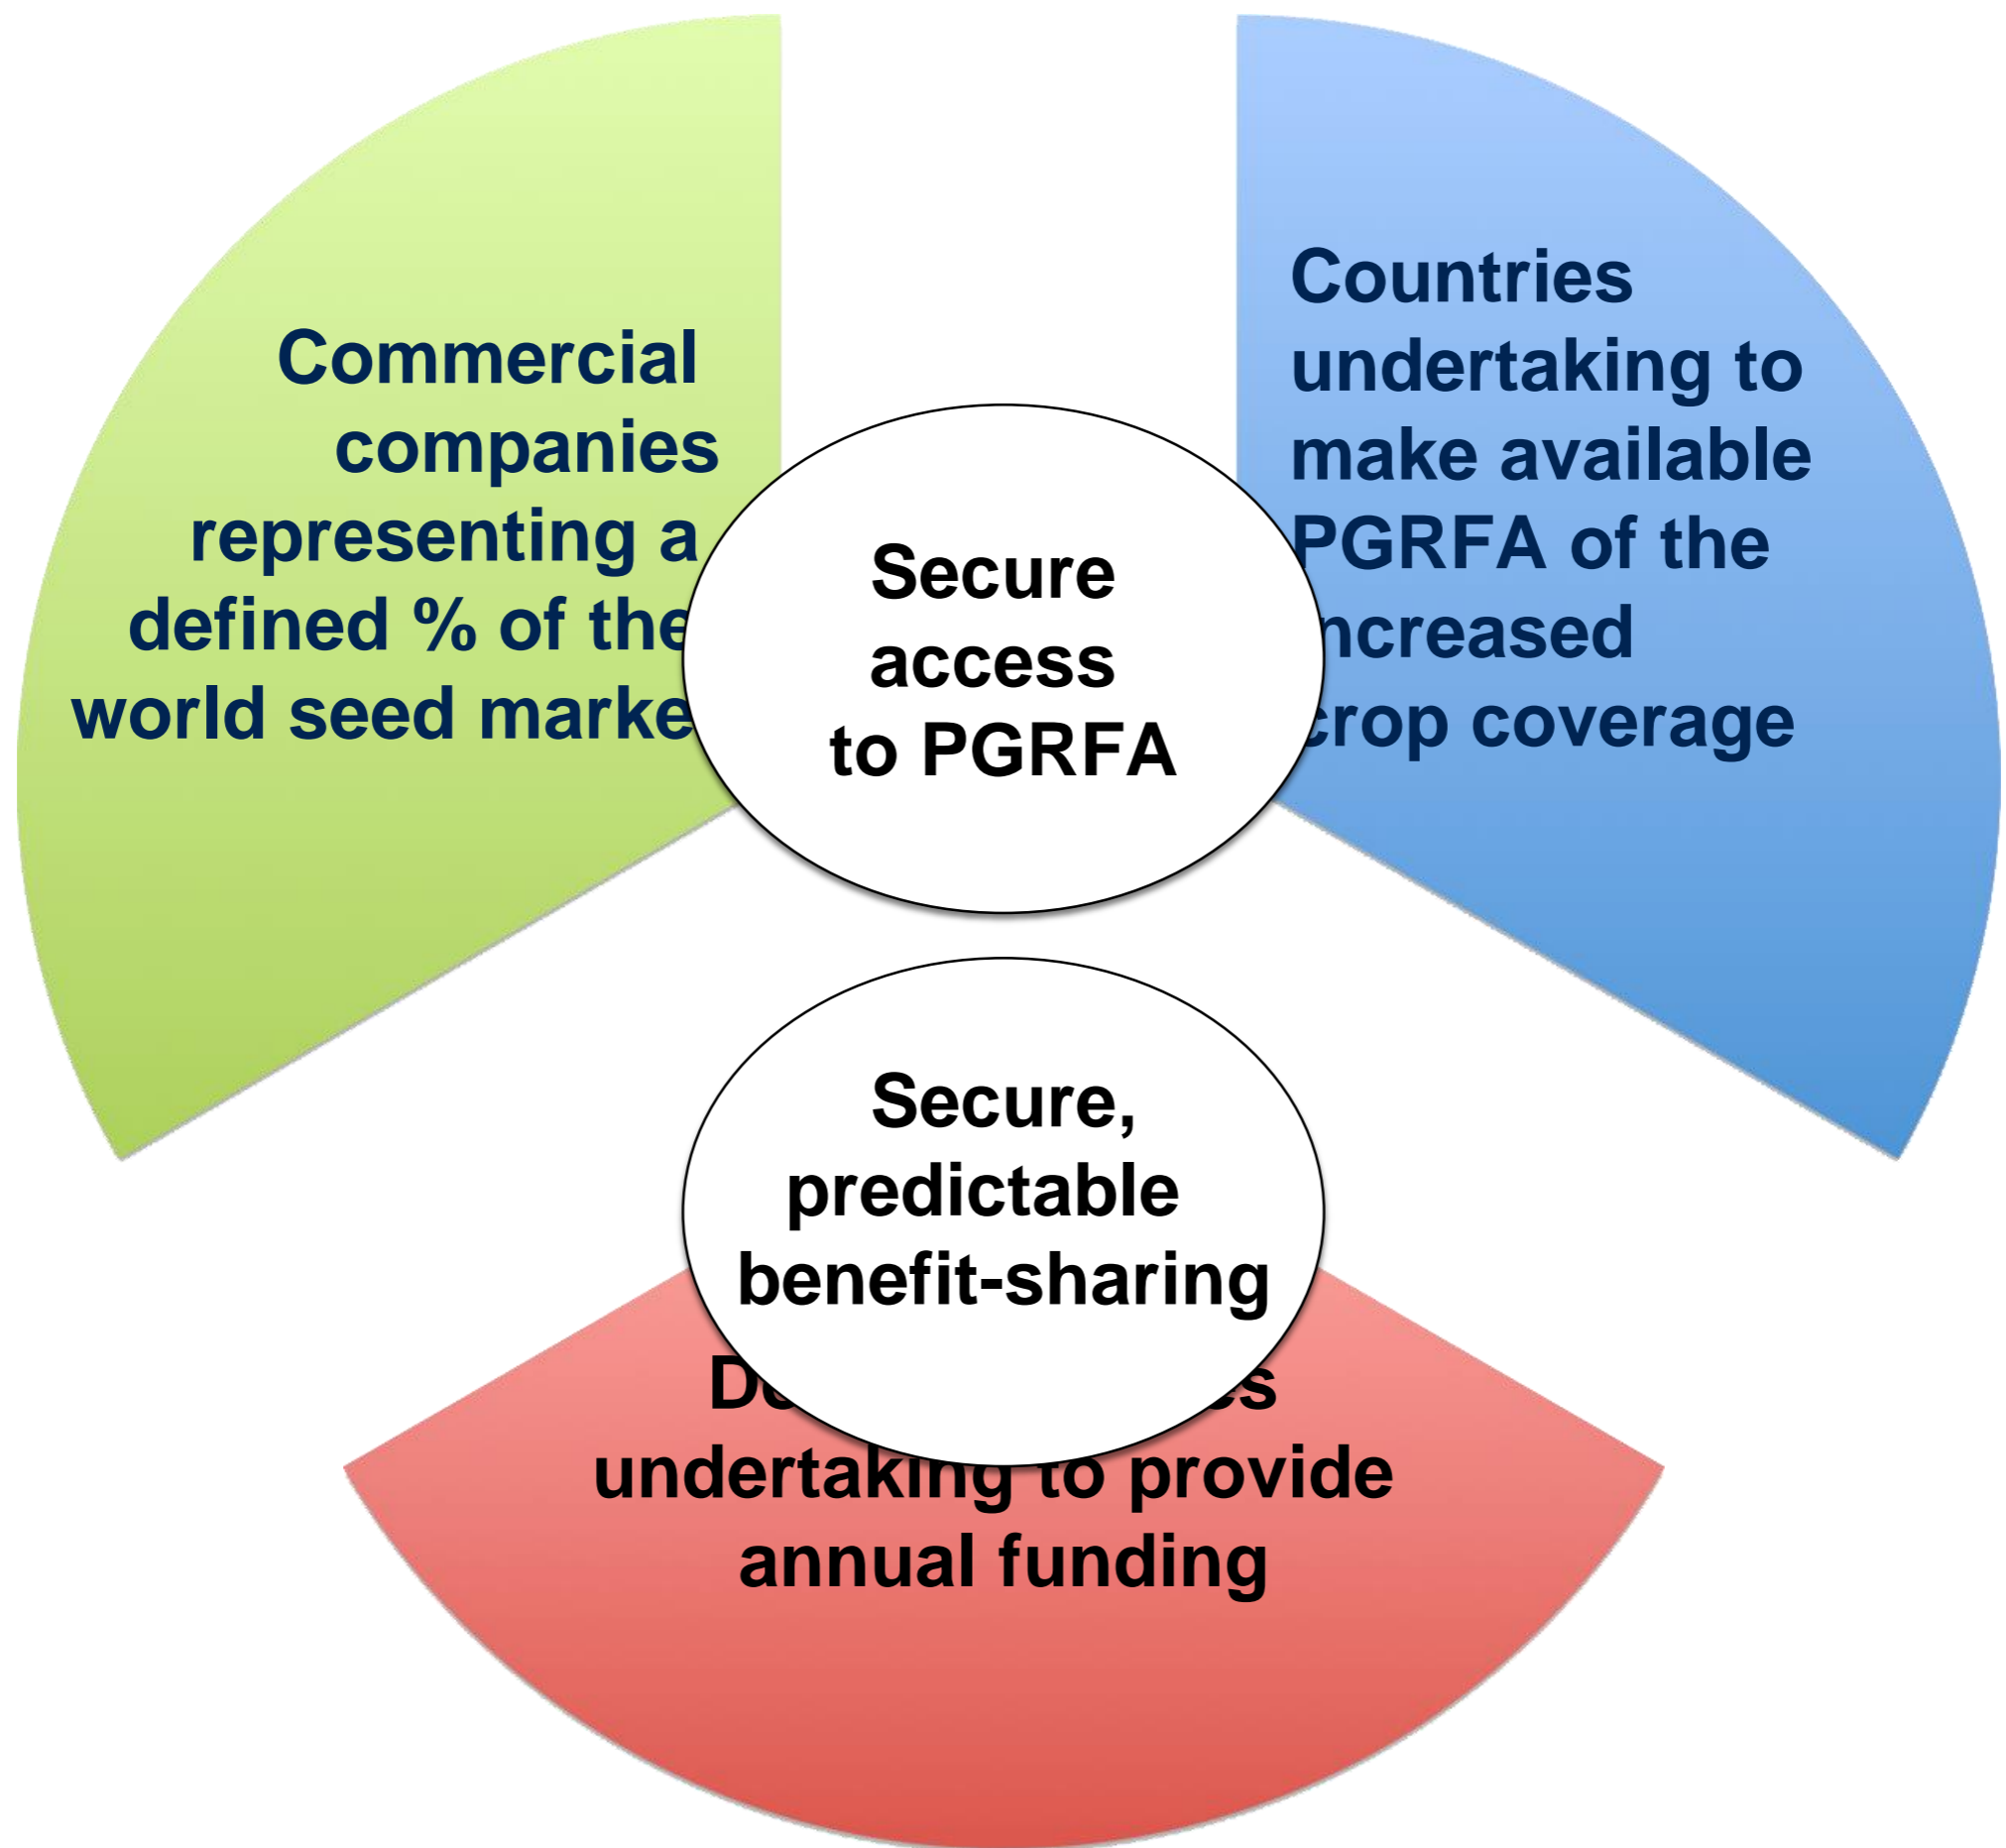 Commercial
companies
representing a
defined % of the
world seed marke
Countries
undertaking to
make available
PGRFA of the
increased
crop coverage
Secure
access
to PGRFA
Secure,
predictable
benefit-sharing
undertaking to provide
annual funding